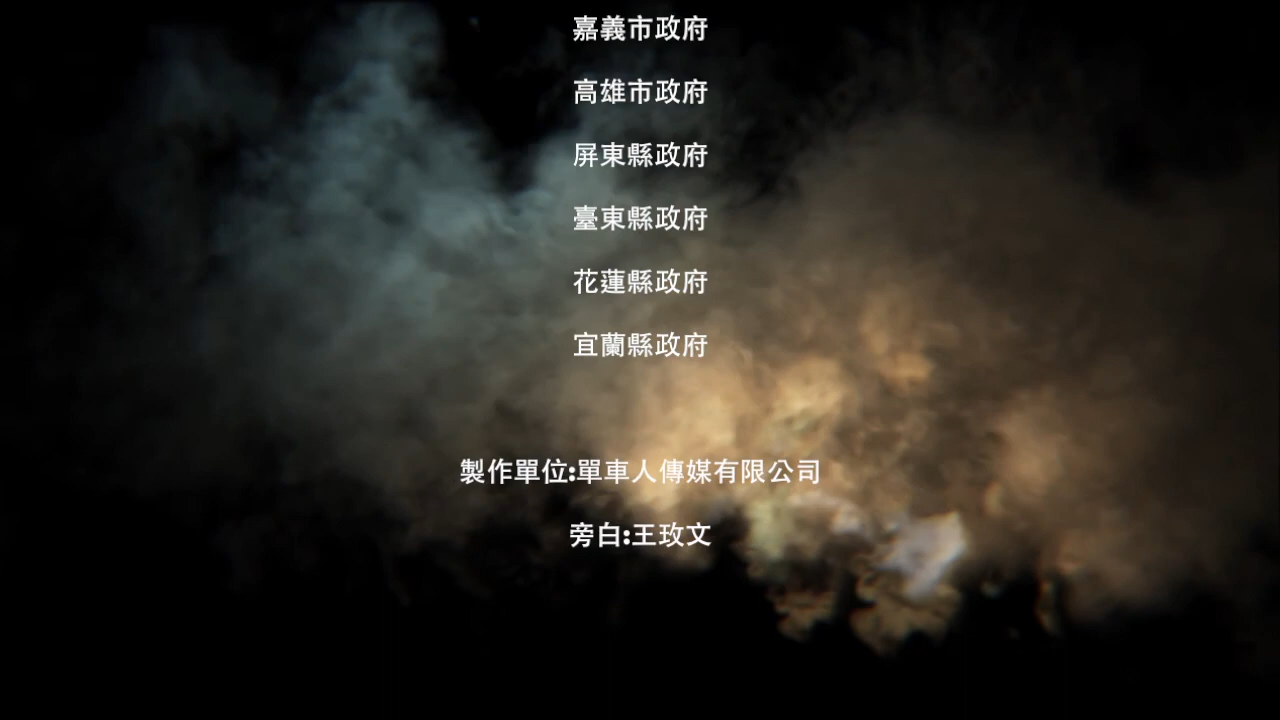 嘉義市政府
高雄市政府
屏東縣政府
臺東縣政府
花蓮縣政府
宜蘭縣政府
製作單位:單車人傳媒有限公司
旁白:王玫文